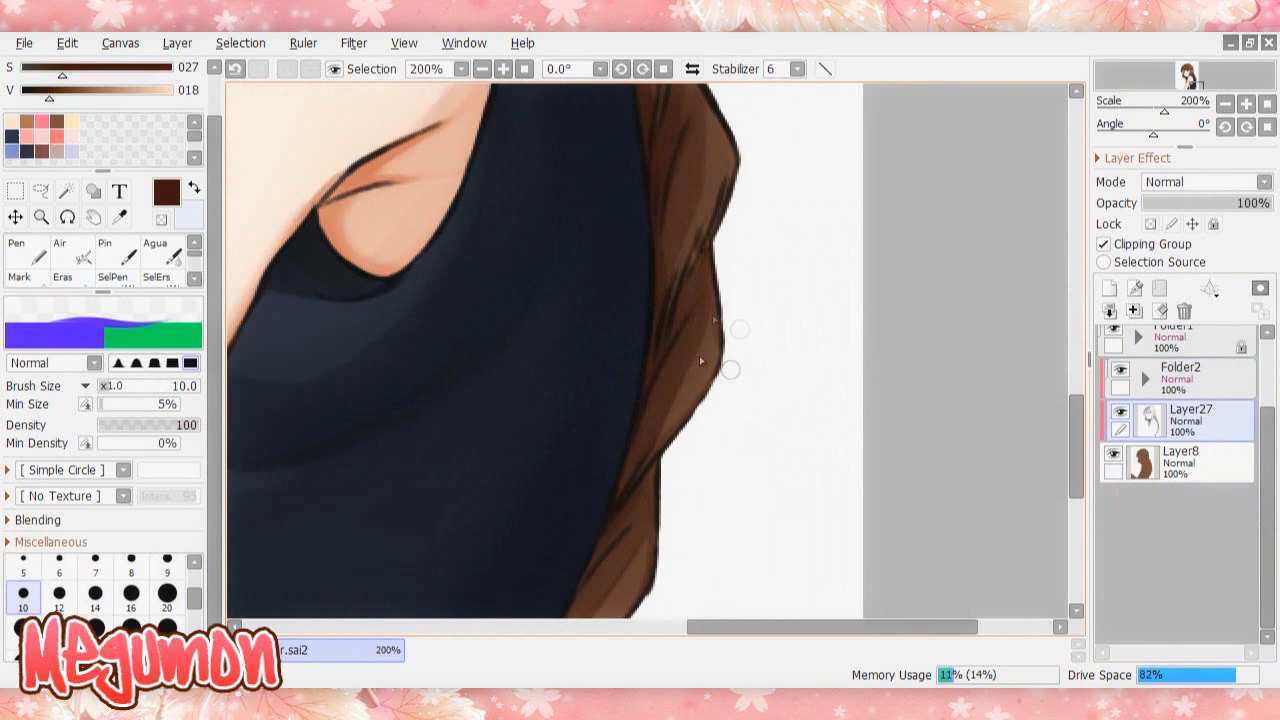 File Edit Canvas Layer Selection Ruler Filter View Window Help
S 027
V 018
Selection 200% 0.0° Stabilizer 6
T
Pen Air Pin Agua
Mark Eras SelPen SelErs
Normal
Brush Size x1.0 10.0
Min Size 5%
Density 100
Min Density 0%
[ Simple Circle ]
[ No Texture ] Intens. 95
Blending
Miscellaneous
5 6 7 8 9
10 12 14 16 20
Megumon
r.sai2 200%
Memory Usage 11% (14%) Drive Space 82%
Scale 200%
Angle 0°
Layer Effect
Mode Normal
Opacity 100%
Lock
Clipping Group
Selection Source
Folder1
Normal
100%
Folder2
Normal
100%
Layer27
Normal
100%
Layer8
Normal
100%